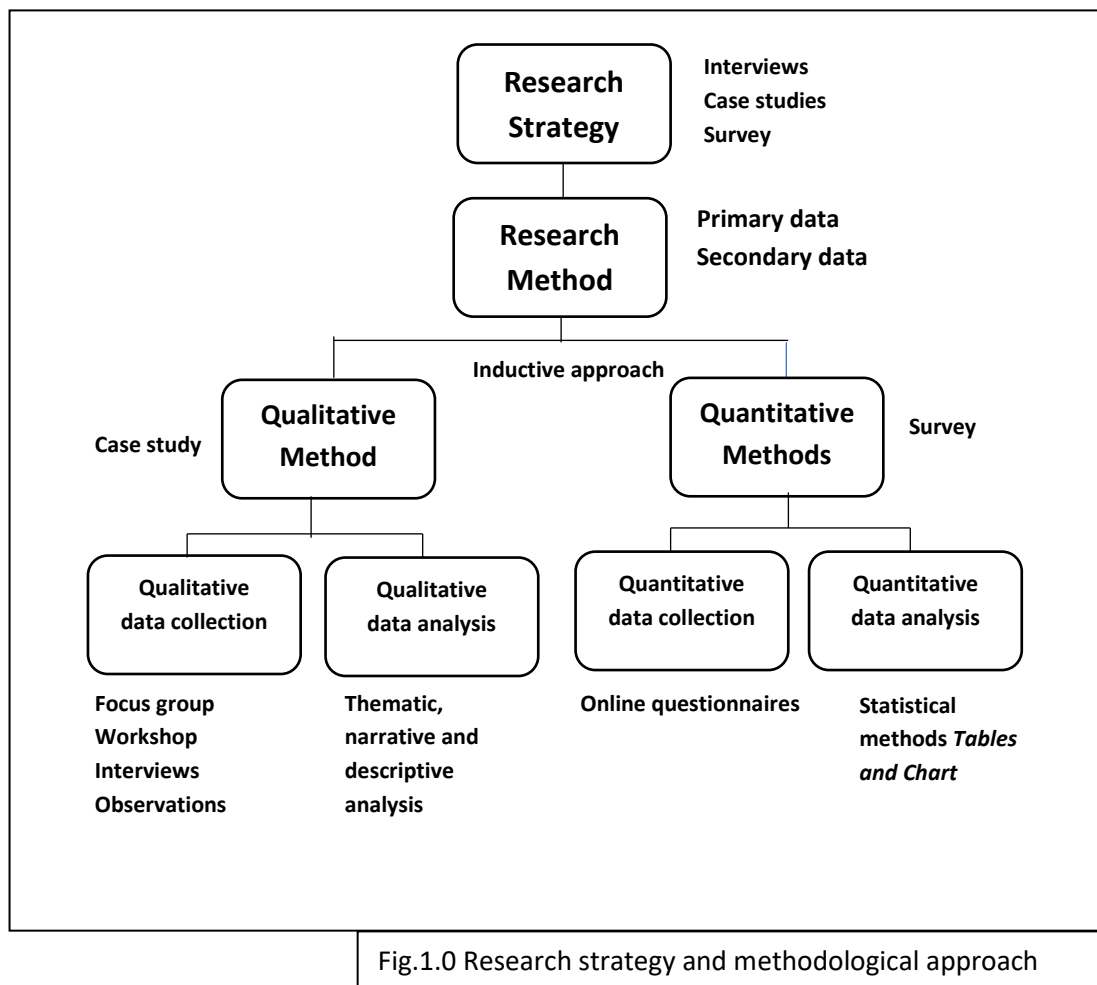 Research
Strategy
Interviews
Case studies
Survey
Research
Method
Primary data
Secondary data
Inductive approach
Case study
Qualitative
Method
Quantitative
Methods
Survey
Qualitative
data collection
Qualitative
data analysis
Quantitative
data collection
Quantitative
data analysis
Focus group
Workshop
Interviews
Observations
Thematic,
narrative and
descriptive
analysis
Online questionnaires
Statistical
methods Tables
and Chart
Fig.1.0 Research strategy and methodological approach